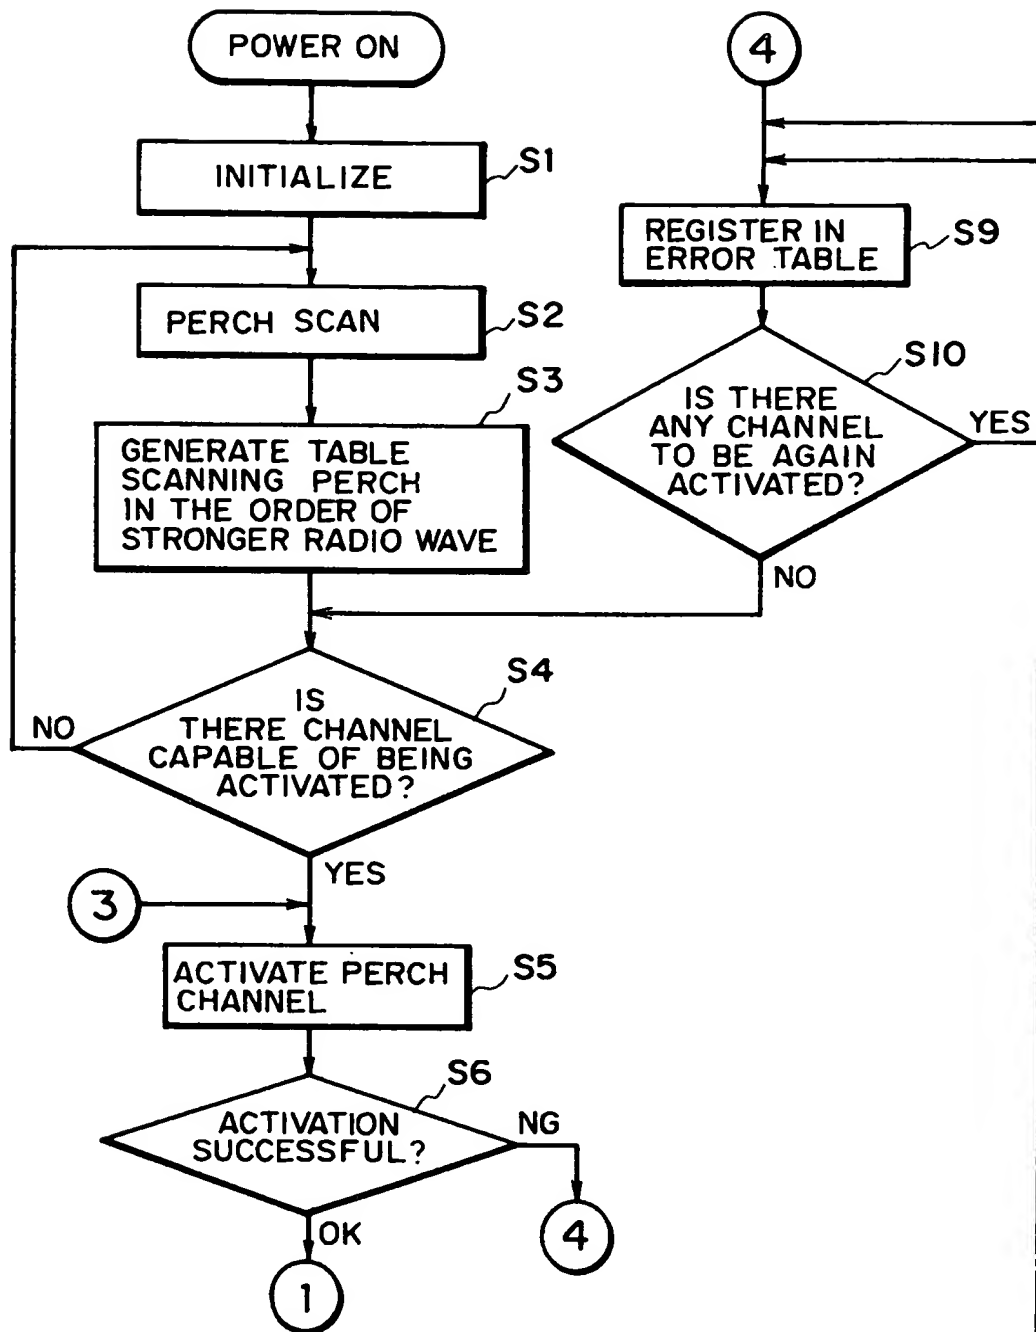 POWER ON
INITIALIZE
S1
PERCH SCAN
S2
S3
GENERATE TABLE
SCANNING PERCH
IN THE ORDER OF
STRONGER RADIO WAVE
S4
IS
THERE CHANNEL
CAPABLE OF BEING
ACTIVATED?
NO
YES
3
ACTIVATE PERCH
CHANNEL
S5
S6
ACTIVATION
SUCCESSFUL?
NG
4
OK
1
4
REGISTER IN
ERROR TABLE
S9
S10
IS THERE
ANY CHANNEL
TO BE AGAIN
ACTIVATED?
YES
NO